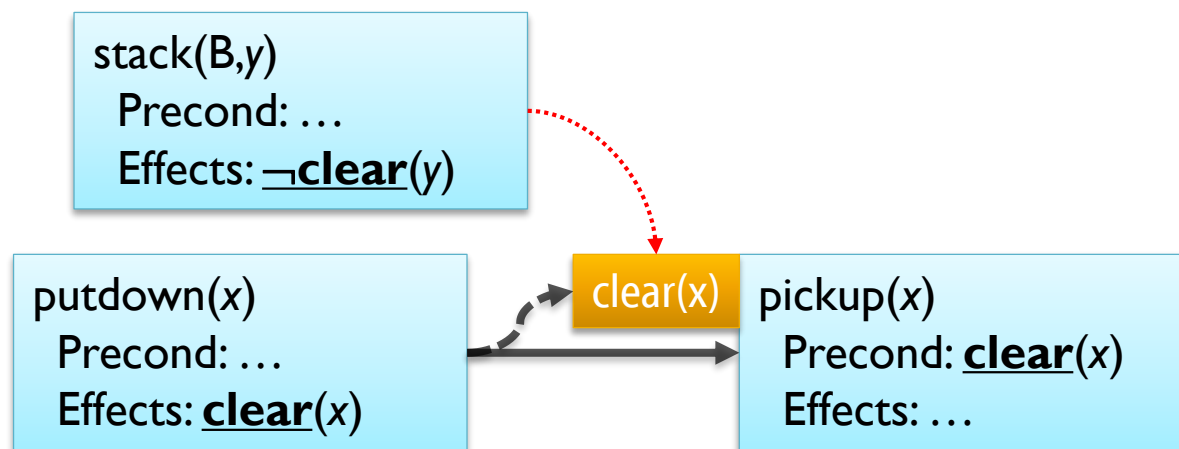 stack(B,y)
Precond: …
Effects: ¬clear(y)
putdown(x)
Precond: …
Effects: clear(x)
clear(x)
pickup(x)
Precond: clear(x)
Effects: …